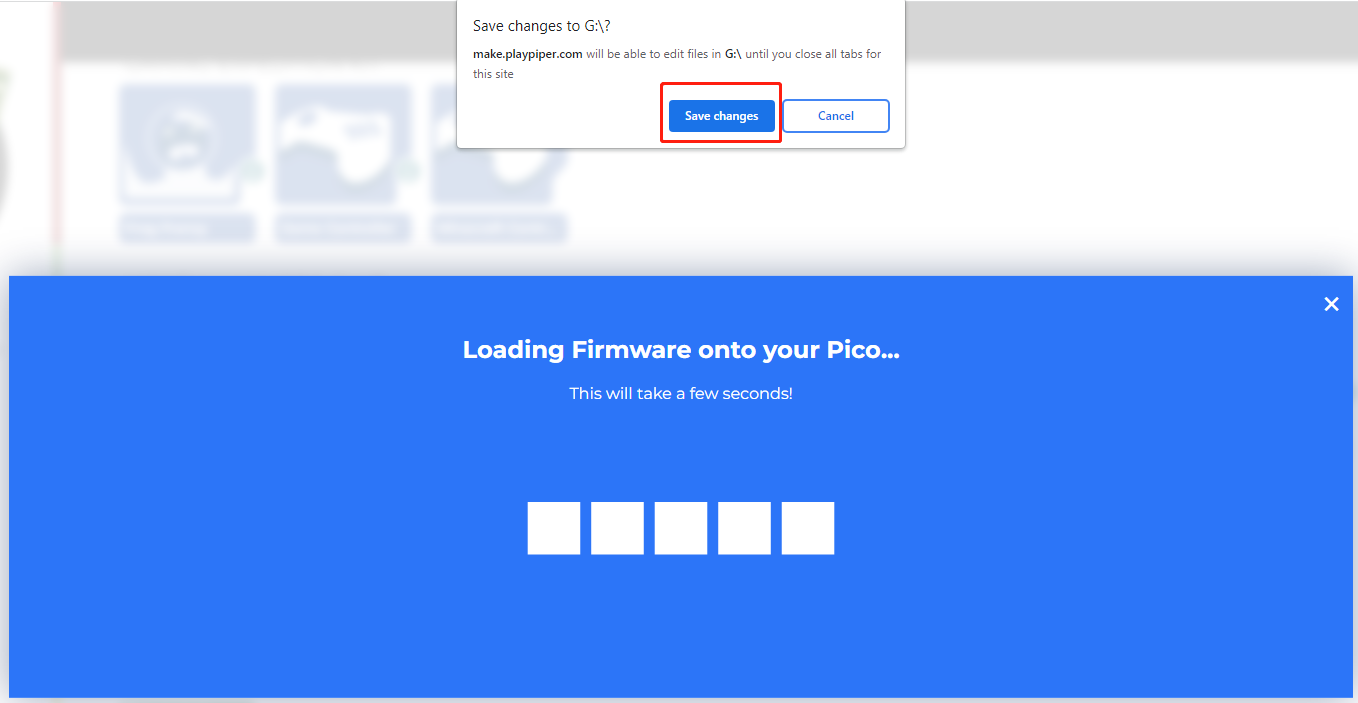 Save changes to G:\?
make.playpiper.com will be able to edit files in G:\ until you close all tabs for
this site
Save changes
Cancel
Loading Firmware onto your Pico...
This will take a few seconds!